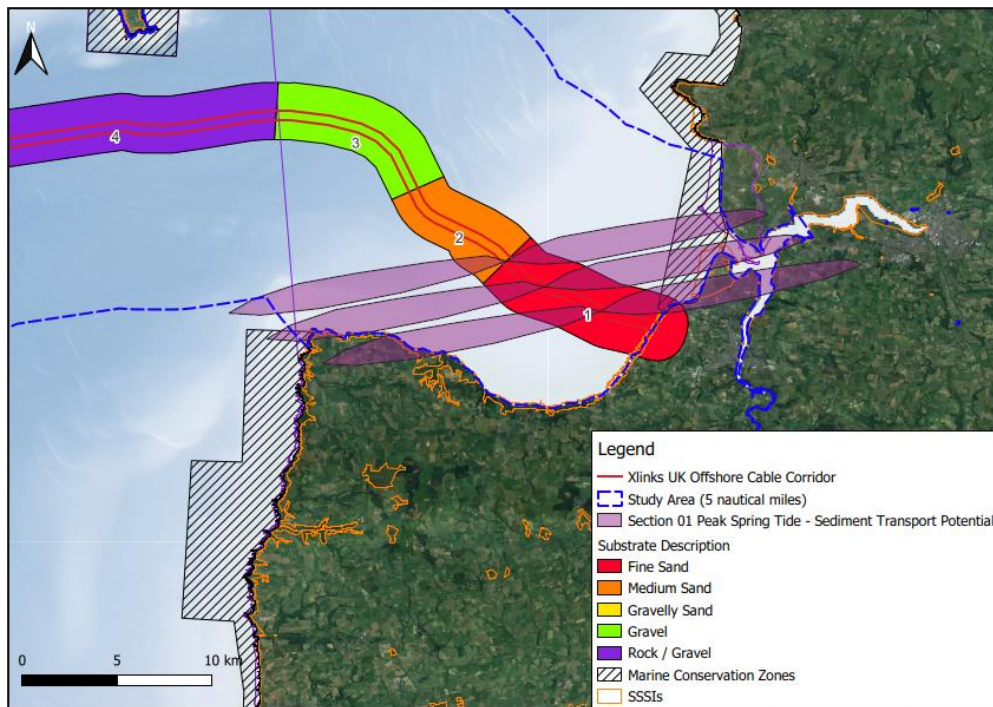 N
4
3
2
1
Legend
Xlinks UK Offshore Cable Corridor
Study Area (5 nautical miles)
Section 01 Peak Spring Tide - Sediment Transport Potential
Substrate Description
Fine Sand
Medium Sand
Gravelly Sand
Gravel
Rock / Gravel
Marine Conservation Zones
SSSIs
0 5 10 km